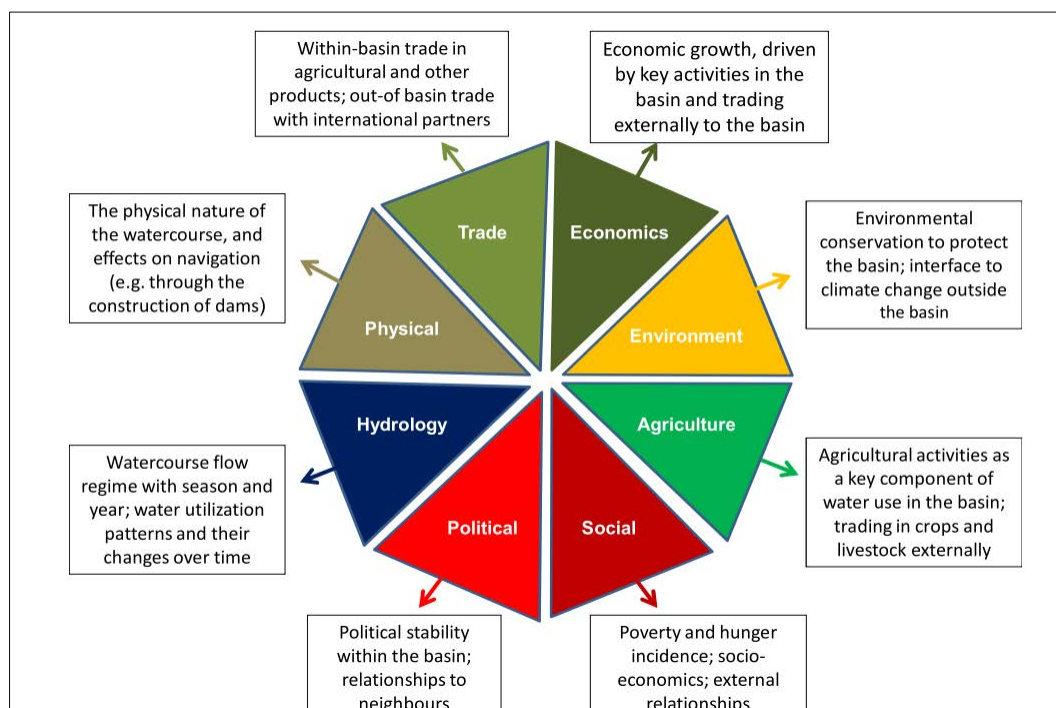 Within-basin trade in
agricultural and other
products; out-of basin trade
with international partners
Economic growth, driven
by key activities in the
basin and trading
externally to the basin
The physical nature of
the watercourse, and
effects on navigation
(e.g. through the
construction of dams)
Trade
Economics
Environmental
conservation to protect
the basin; interface to
climate change outside
the basin
Physical
Environment
Hydrology
Agriculture
Watercourse flow
regime with season and
year; water utilization
patterns and their
changes over time
Political
Social
Agricultural activities as
a key component of
water use in the basin;
trading in crops and
livestock externally
Political stability
within the basin;
relationships to
neighbours
Poverty and hunger
incidence; socio-
economics; external
relationships